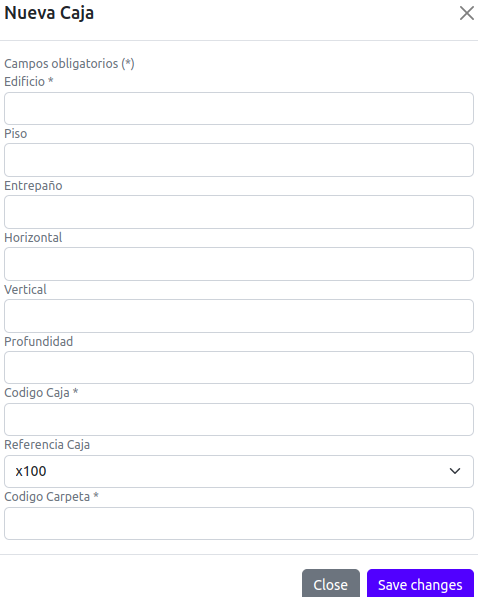 Nueva Caja
Campos obligatorios (*)
Edificio *
Piso
Entrepaño
Horizontal
Vertical
Profundidad
Codigo Caja *
Referencia Caja
x100
Codigo Carpeta *
Close Save changes